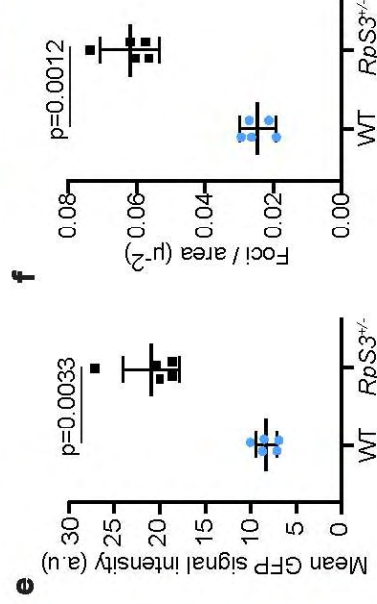 e
Mean GFP signal intensity (a.u)
30
25
20
15
10
5
0
p=0.0033
WT
RpS3+/-
f
Foci / area (μ-2)
0.08
0.06
0.04
0.02
0.00
p=0.0012
WT
RpS3+/-